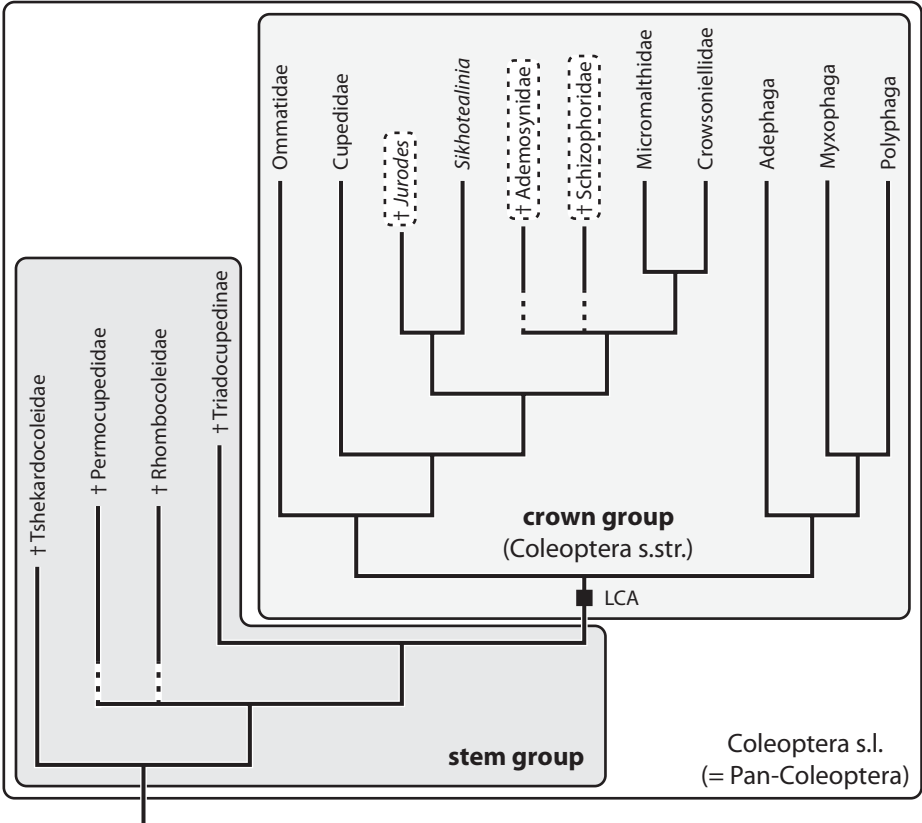 Ommatidae
Cupedidae
† Jurodes
Sikhotealinia
† Ademosynidae
† Schizophoridae
Micromalthidae
Crowsoniellidae
Adephaga
Myxophaga
Polyphaga
† Tshekardocoleidae
† Permocupedidae
† Rhombocoleidae
† Triadocupedinae
crown group
(Coleoptera s.str.)
LCA
stem group
Coleoptera s.l.
(= Pan-Coleoptera)